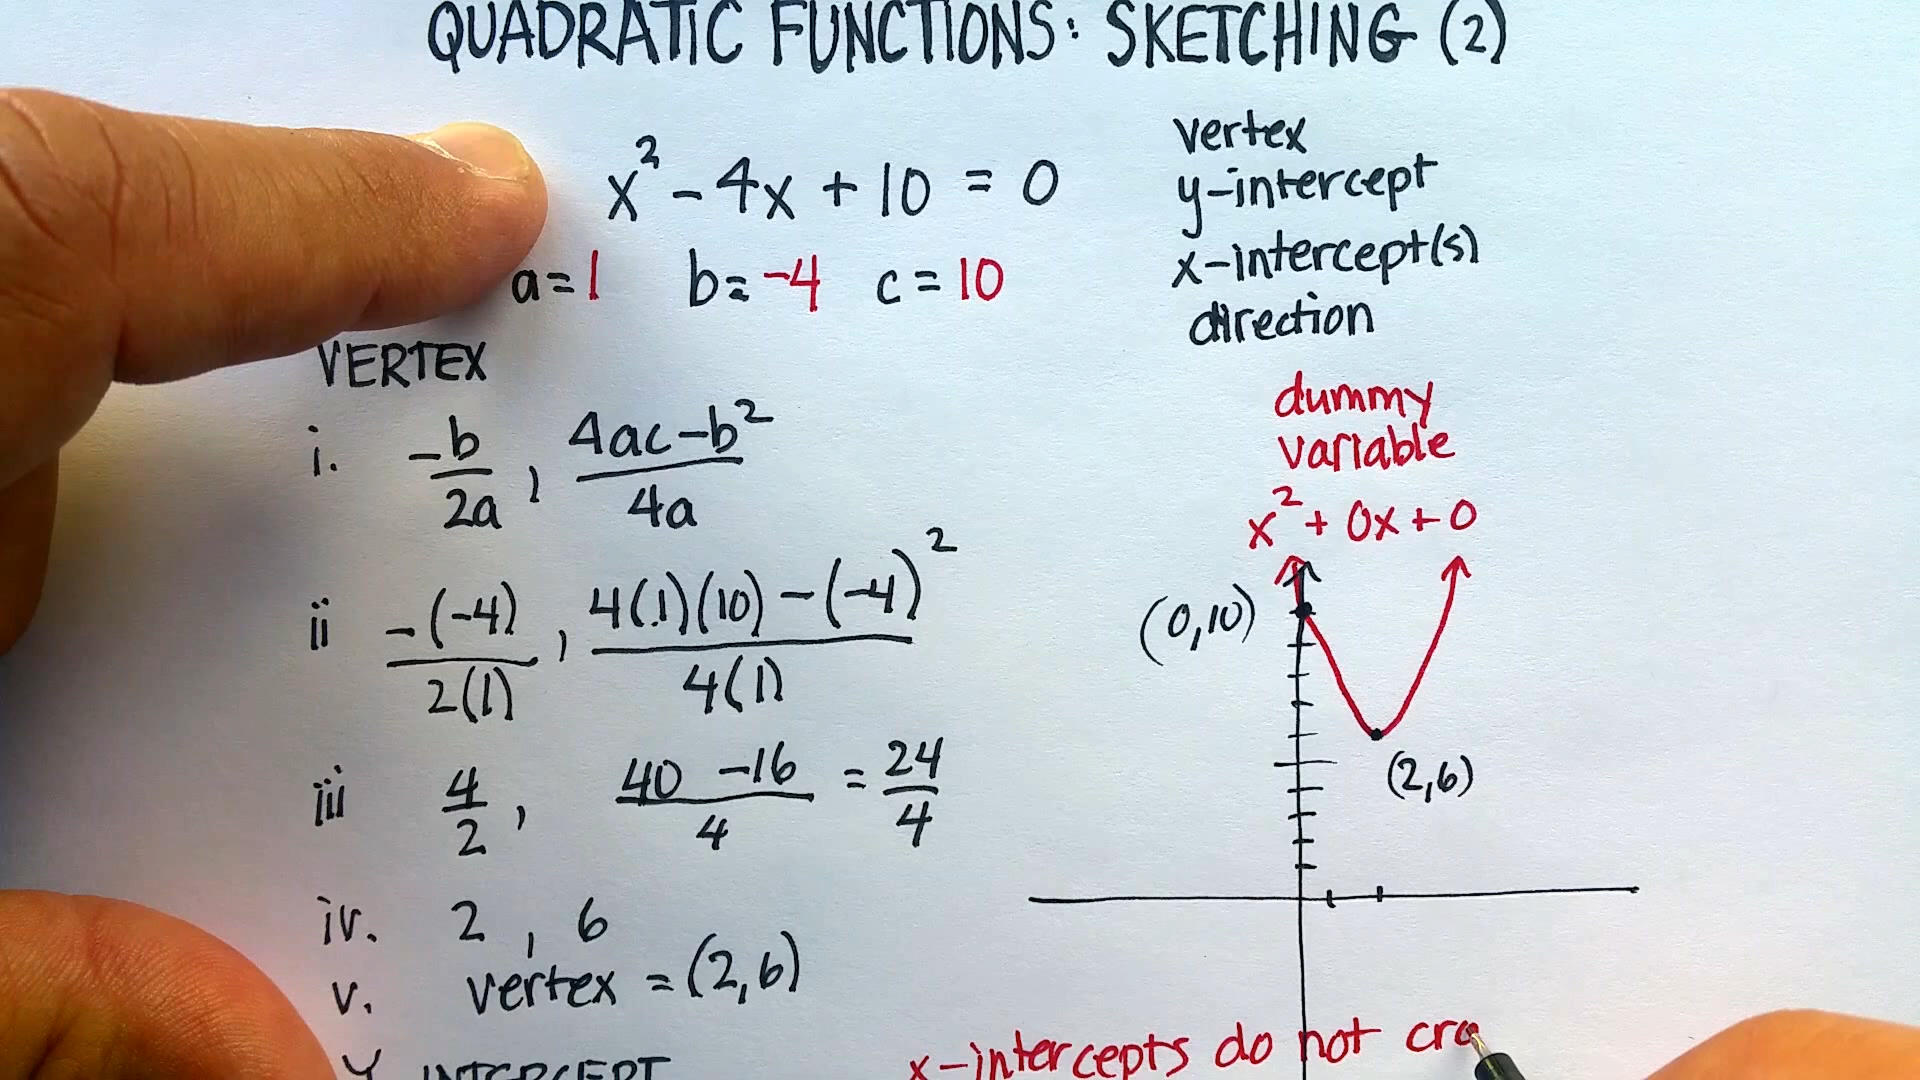 QUADRATIC FUNCTIONS: SKETCHING (2)
x² - 4x + 10 = 0
a = 1 b = -4 c = 10
vertex
y-intercept
x-intercept(s)
direction
VERTEX
i. -b/2a , 4ac-b²/4a
ii -(-4)/2(1) , 4(1)(10)-(-4)²/4(1)
iii 4/2 , 40 -16/4 = 24/4
iv. 2 , 6
v. vertex = (2,6)
Y INTERCEPT
dummy
variable
x² + 0x + 0
(0,10)
(2,6)
x-intercepts do not cro